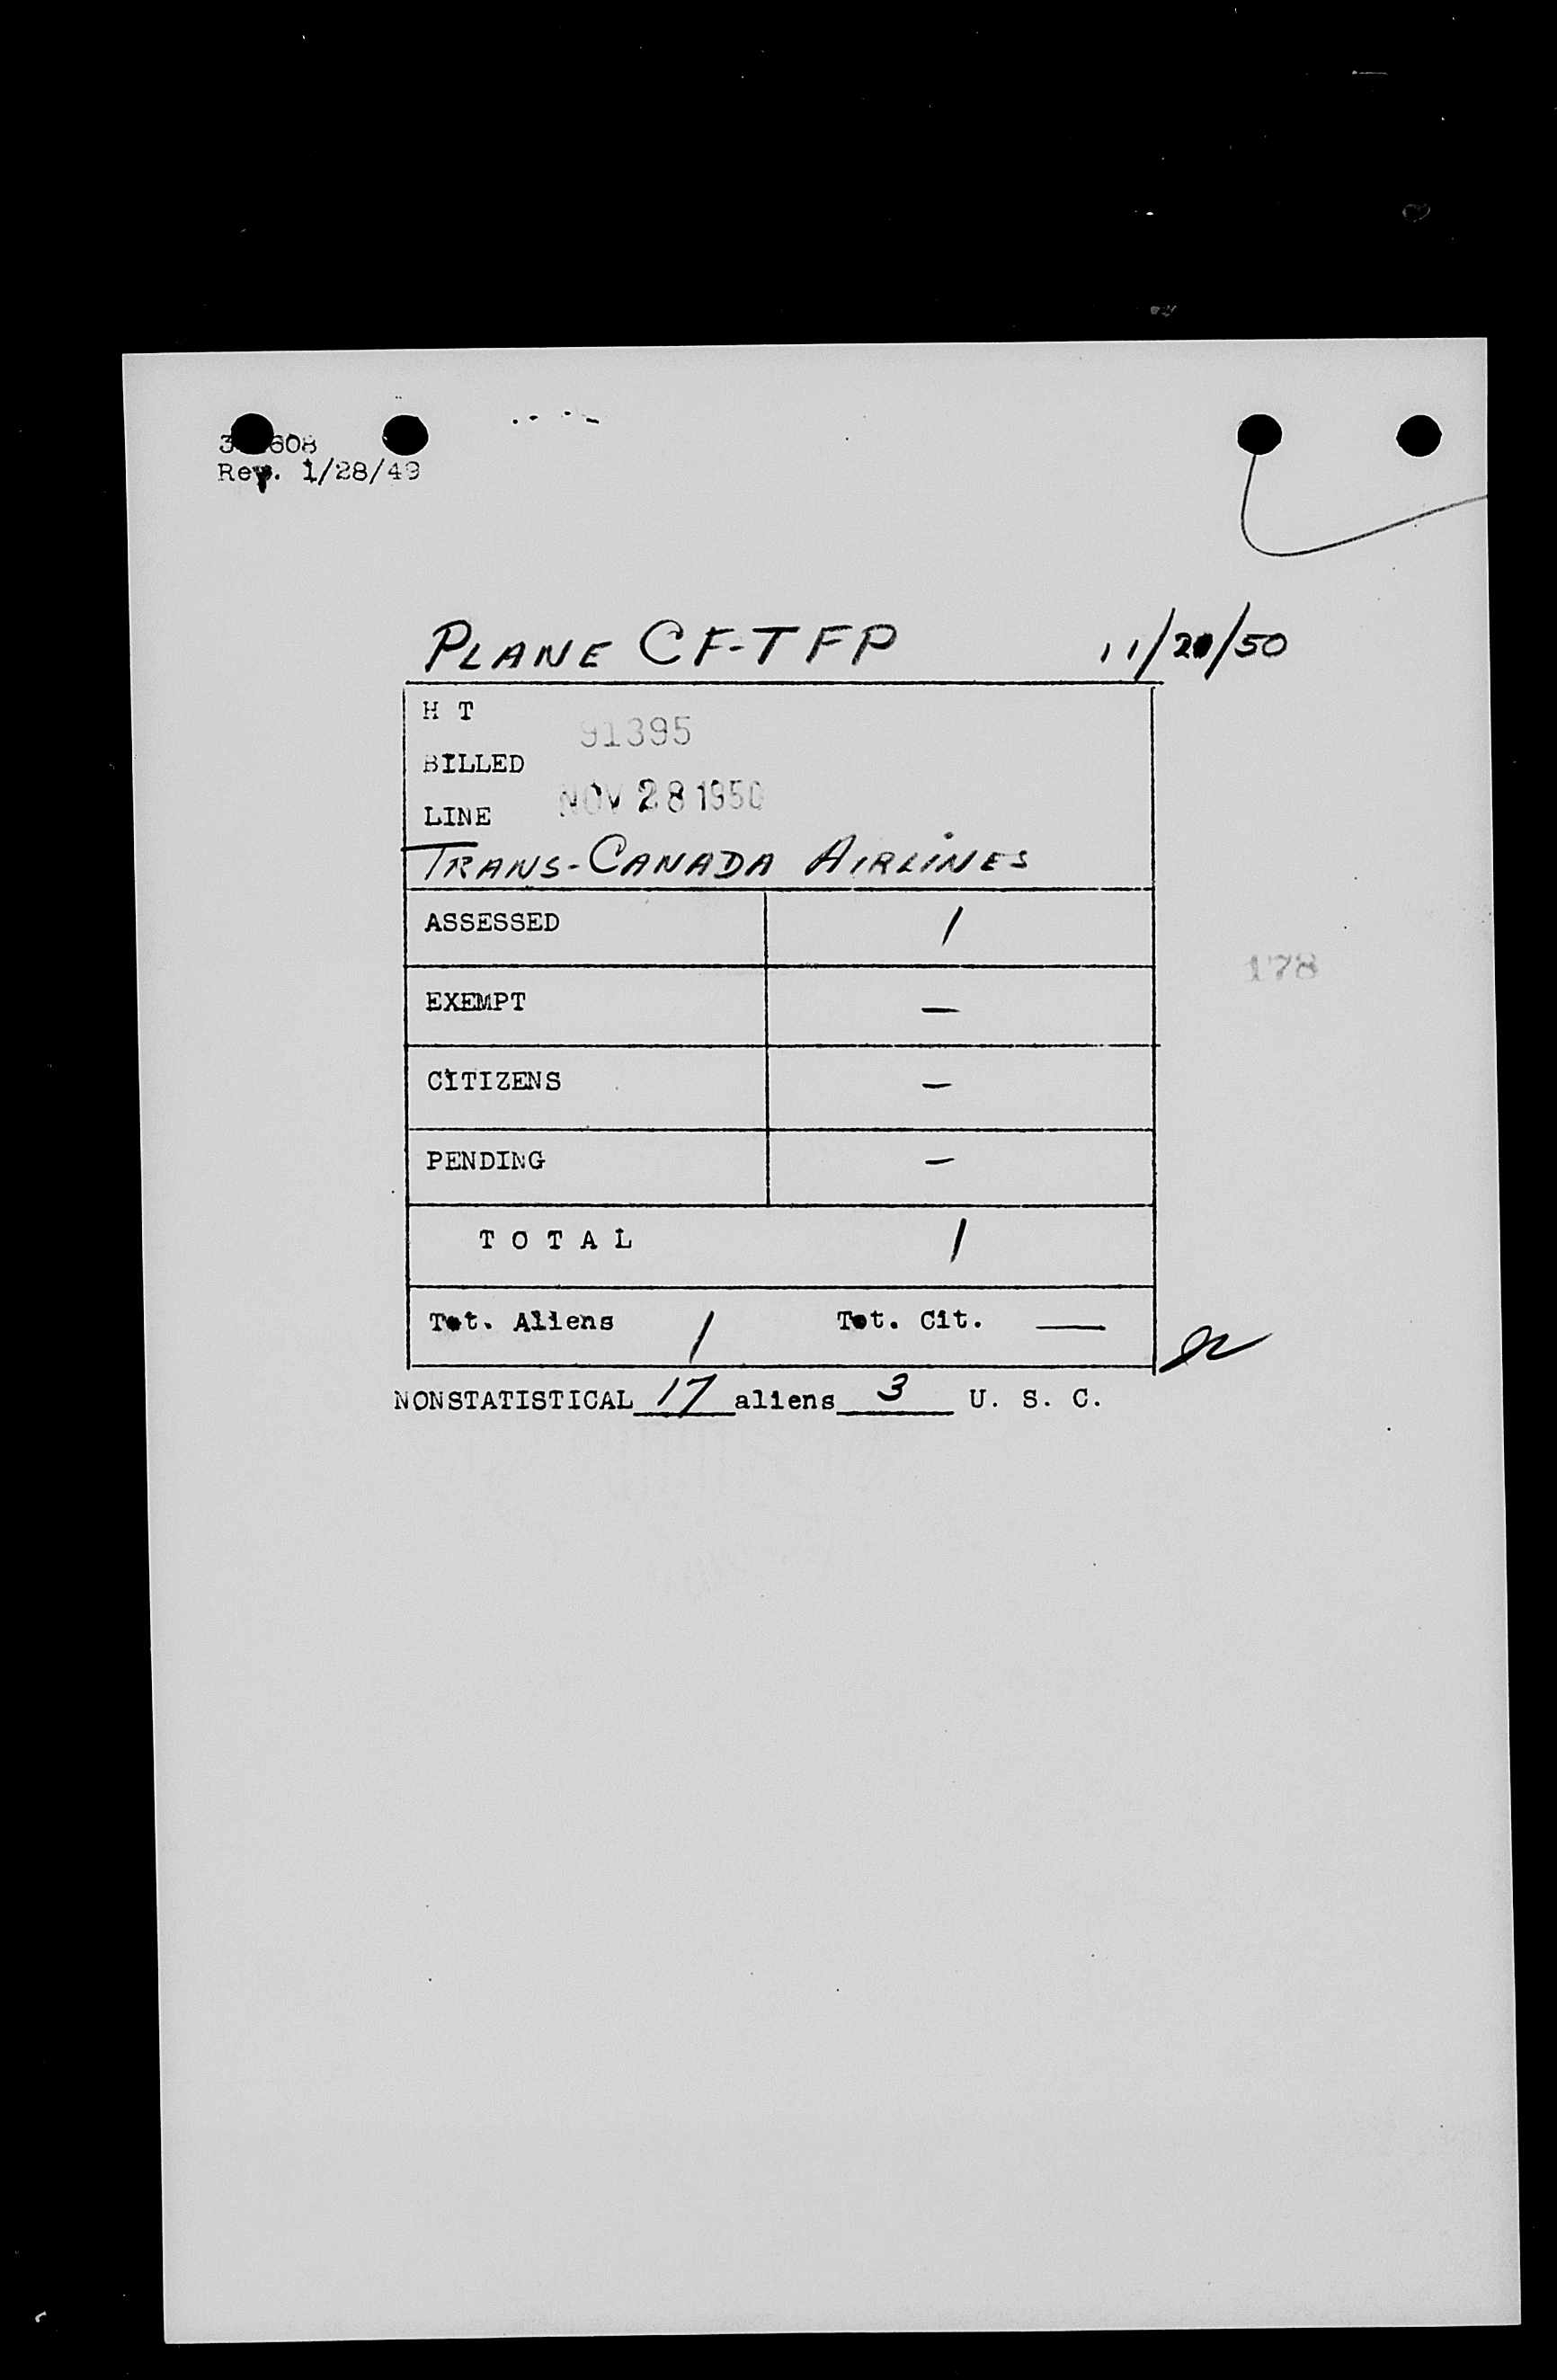 608
Rev. 1/28/49
PLANE CF-TFP 11/20/50
H T
91395
BILLED
NOV 28 1950
LINE
TRANS-CANADA AIRLINES
ASSESSED 1
EXEMPT —
CITIZENS —
PENDING —
T O T A L 1
Tot. Aliens 1 Tot. Cit. —
NONSTATISTICAL 17 aliens 3 U. S. C.
178